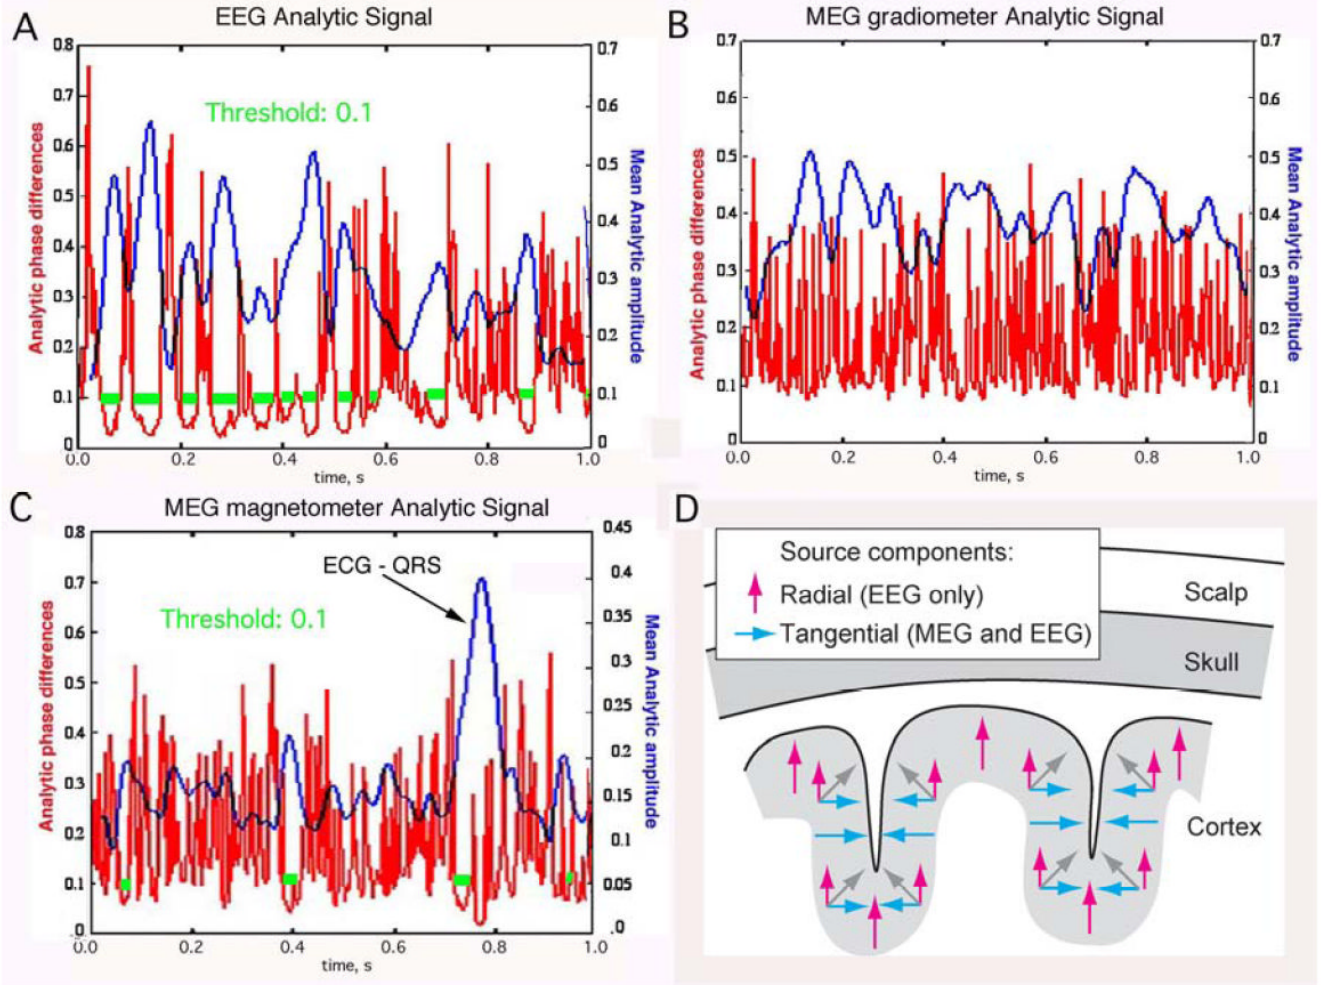 A
EEG Analytic Signal
0.8
0.7
0.6
0.5
0.4
0.3
0.2
0.1
0
Analytic phase differences
Threshold: 0.1
0.7
0.6
0.5
0.4
0.3
0.2
0.1
0
Mean Analytic amplitude
0.0 0.2 0.4 0.6 0.8 1.0
time, s
B
MEG gradiometer Analytic Signal
0.7
0.6
0.5
0.4
0.3
0.2
0.1
0
Analytic phase differences
0.7
0.6
0.5
0.4
0.3
0.2
0.1
0
Mean Analytic amplitude
0.0 0.2 0.4 0.6 0.8 1.0
time, s
C
MEG magnetometer Analytic Signal
0.8
0.7
0.6
0.5
0.4
0.3
0.2
0.1
.0
Analytic phase differences
ECG - QRS
Threshold: 0.1
0.45
0.4
0.35
0.3
0.25
0.2
0.15
0.1
0.05
.0
Mean Analytic amplitude
0.0 0.2 0.4 0.6 0.8 1.0
time, s
D
Source components:
Radial (EEG only)
Tangential (MEG and EEG)
Scalp
Skull
Cortex